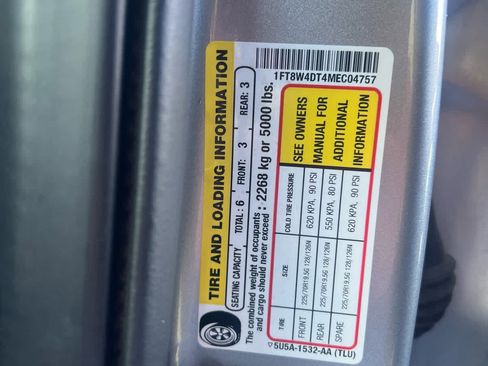 TIRE AND LOADING INFORMATION
SEATING CAPACITY TOTAL: 6 FRONT: 3 REAR: 3
The combined weight of occupants
and cargo should never exceed : 2268 kg or 5000 lbs.
TIRE SIZE COLD TIRE PRESSURE
FRONT 225/70R19.5G 128/126N 620 KPA, 90 PSI
REAR 225/70R19.5G 128/126N 550 KPA, 80 PSI
SPARE 225/70R19.5G 128/126N 620 KPA, 90 PSI
SEE OWNERS
MANUAL FOR
ADDITIONAL
INFORMATION
5U5A-1532-AA (TLU)
1FT8W4DT4MEC04757